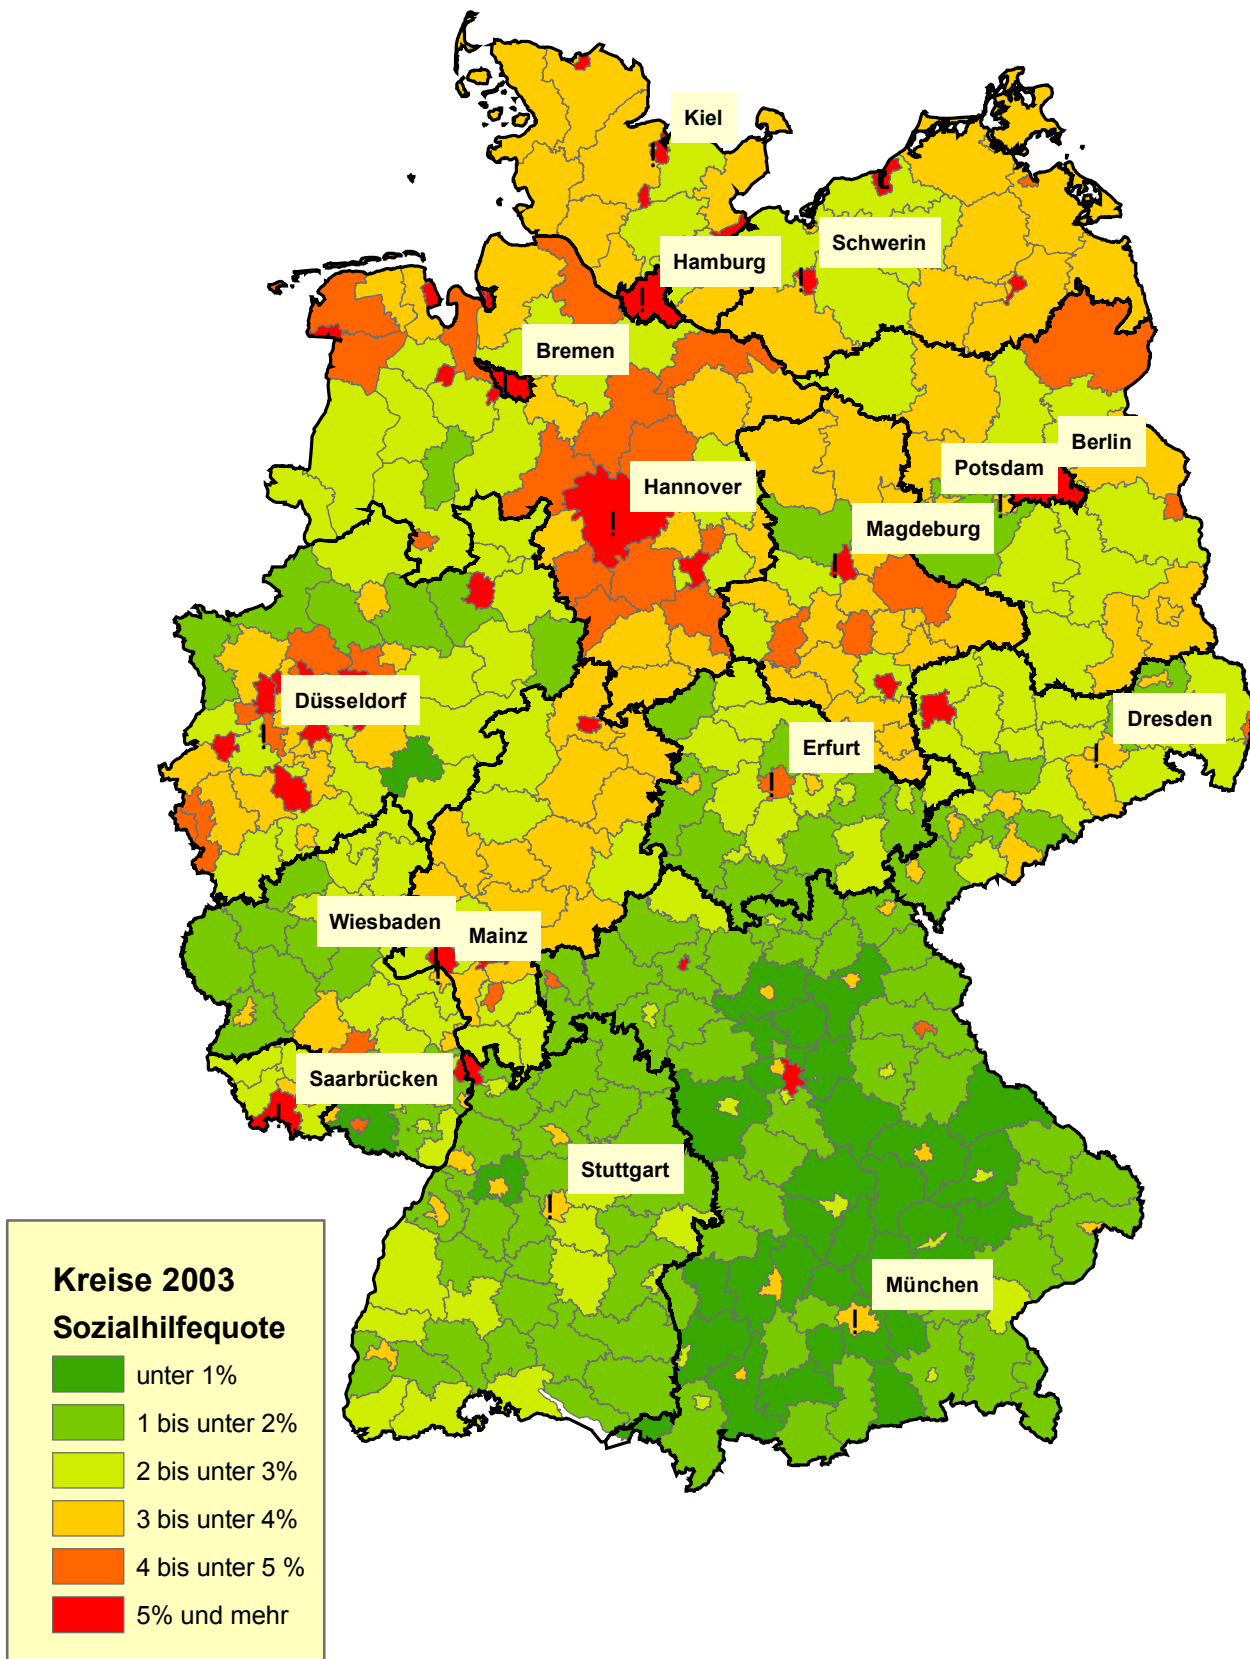 Kiel
Schwerin
Hamburg
Bremen
Berlin
Potsdam
Hannover
Magdeburg
Düsseldorf
Dresden
Erfurt
Wiesbaden
Mainz
Saarbrücken
Stuttgart
München
Kreise 2003
Sozialhilfequote
unter 1%
1 bis unter 2%
2 bis unter 3%
3 bis unter 4%
4 bis unter 5 %
5% und mehr